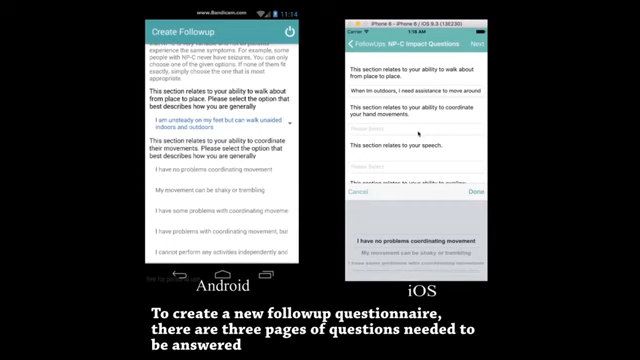 www.Bandicam.com
11:14
Create Followup
experience the same symptoms. For example, some
people with NP-C never have seizures. You can only
choose one of the given options. If none of them fit
exactly, simply choose the one that is most
appropriate.
This section relates to your ability to walk about
from place to place. Please select the option that
best describes how you are generally
I am unsteady on my feet but can walk unaided
indoors and outdoors
This section relates to your ability to coordinate
their movements. Please select the option that
best describes how you are generally
I have no problems coordinating movement
My movement can be shaky or trembling
I have some problems with coordinating moveme
I have problems with coordinating movement, but
I cannot perform any activities independently and
Android
iPhone 6 - iPhone 6 / iOS 9.3 (13E230)
Carrier
1:18 AM
FollowUps
NP-C Impact Questions
Next
This section relates to your ability to walk about
from place to place.
When im outdoors, I need assistance to move around
This section relates to your ability to coordinate
your hand movements.
Please Select
This section relates to your speech.
Please Select
Cancel
Done
I have no problems coordinating movement
My movement can be shaky or trembling
I have some problems with coordinating movement
iOS
To create a new followup questionnaire,
there are three pages of questions needed to
be answered